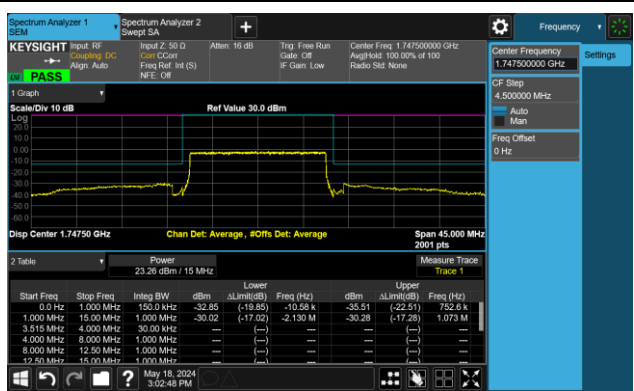 Spectrum Analyzer 1
SEM
Spectrum Analyzer 2
Swept SA
Frequency
KEYSIGHT
Input: RF
Coupling: DC
Align: Auto
Input Z: 50 Ω
Corr CCorr
Freq Ref: Int (S)
NFE: Off
Atten: 16 dB
Trig: Free Run
Gate: Off
IF Gain: Low
Center Freq: 1.747500000 GHz
Avg|Hold: 100.00% of 100
Radio Std: None
PASS
Center Frequency
1.747500000 GHz
Settings
CF Step
4.500000 MHz
Auto
Man
Freq Offset
0 Hz
1 Graph
Scale/Div 10 dB
Ref Value 30.0 dBm
Log
20.0
10.0
0.00
-10.0
-20.0
-30.0
-40.0
-50.0
-60.0
Disp Center 1.74750 GHz
Chan Det: Average, #Offs Det: Average
Span 45.000 MHz
2001 pts
2 Table
Power
23.26 dBm / 15 MHz
Measure Trace
Trace 1
Lower Upper
Start Freq Stop Freq Integ BW dBm ΔLimit(dB) Freq (Hz) dBm ΔLimit(dB) Freq (Hz)
0.0 Hz 1.000 MHz 150.0 kHz -32.85 (-19.85) -10.58 k -35.51 (-22.51) 752.6 k
1.000 MHz 15.00 MHz 1.000 MHz -30.02 (-17.02) -2.130 M -30.28 (-17.28) 1.073 M
3.515 MHz 4.000 MHz 30.00 kHz --- (---) --- --- (---) ---
4.000 MHz 8.000 MHz 1.000 MHz --- (---) --- --- (---) ---
8.000 MHz 12.50 MHz 1.000 MHz --- (---) --- --- (---) ---
12.50 MHz 15.00 MHz 1.000 MHz --- (---) --- --- (---) ---
May 18, 2024
3:02:48 PM